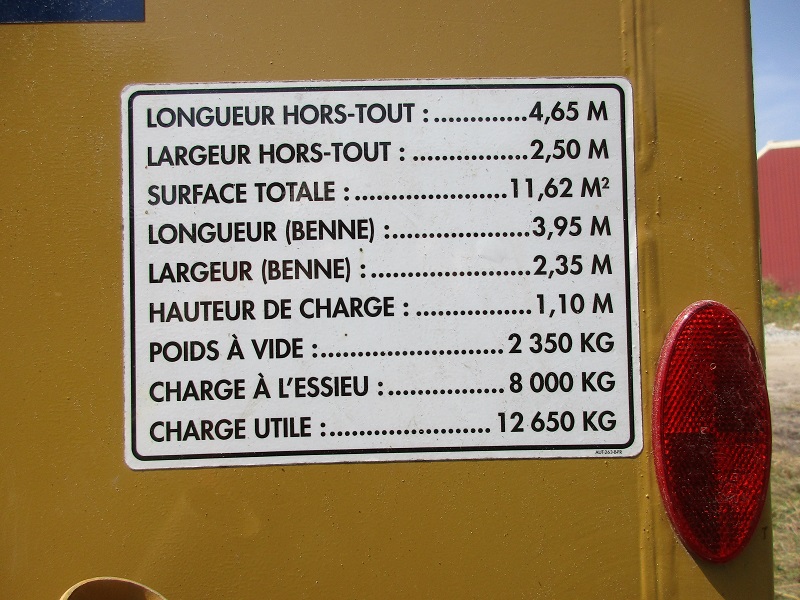 LONGUEUR HORS-TOUT :.............4,65 M
LARGEUR HORS-TOUT : ................2,50 M
SURFACE TOTALE :.....................11,62 M²
LONGUEUR (BENNE) :...................3,95 M
LARGEUR (BENNE) :......................2,35 M
HAUTEUR DE CHARGE : ................1,10 M
POIDS À VIDE :..........................2 350 KG
CHARGE À L'ESSIEU :................8 000 KG
CHARGE UTILE :...................... 12 650 KG